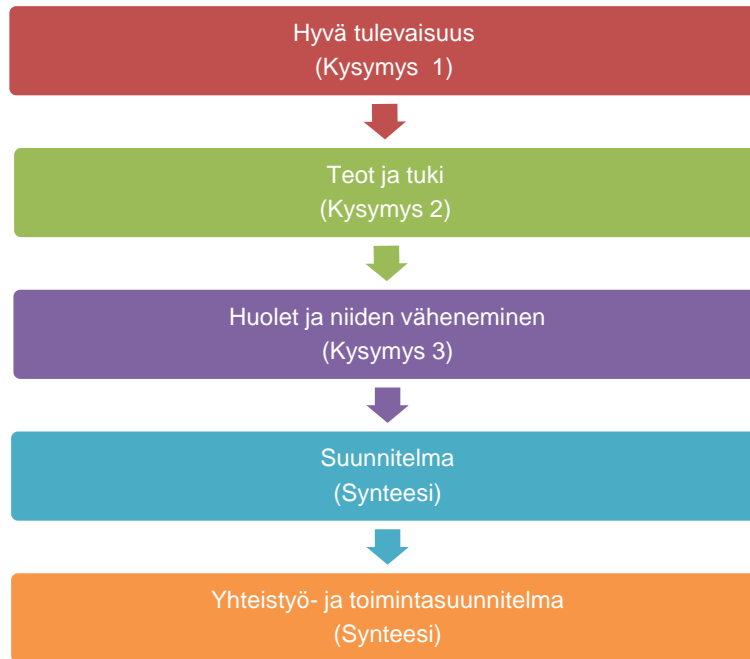 Hyvä tulevaisuus
(Kysymys 1)
Teot ja tuki
(Kysymys 2)
Huolet ja niiden väheneminen
(Kysymys 3)
Suunnitelma
(Synteesi)
Yhteistyö- ja toimintasuunnitelma
(Synteesi)